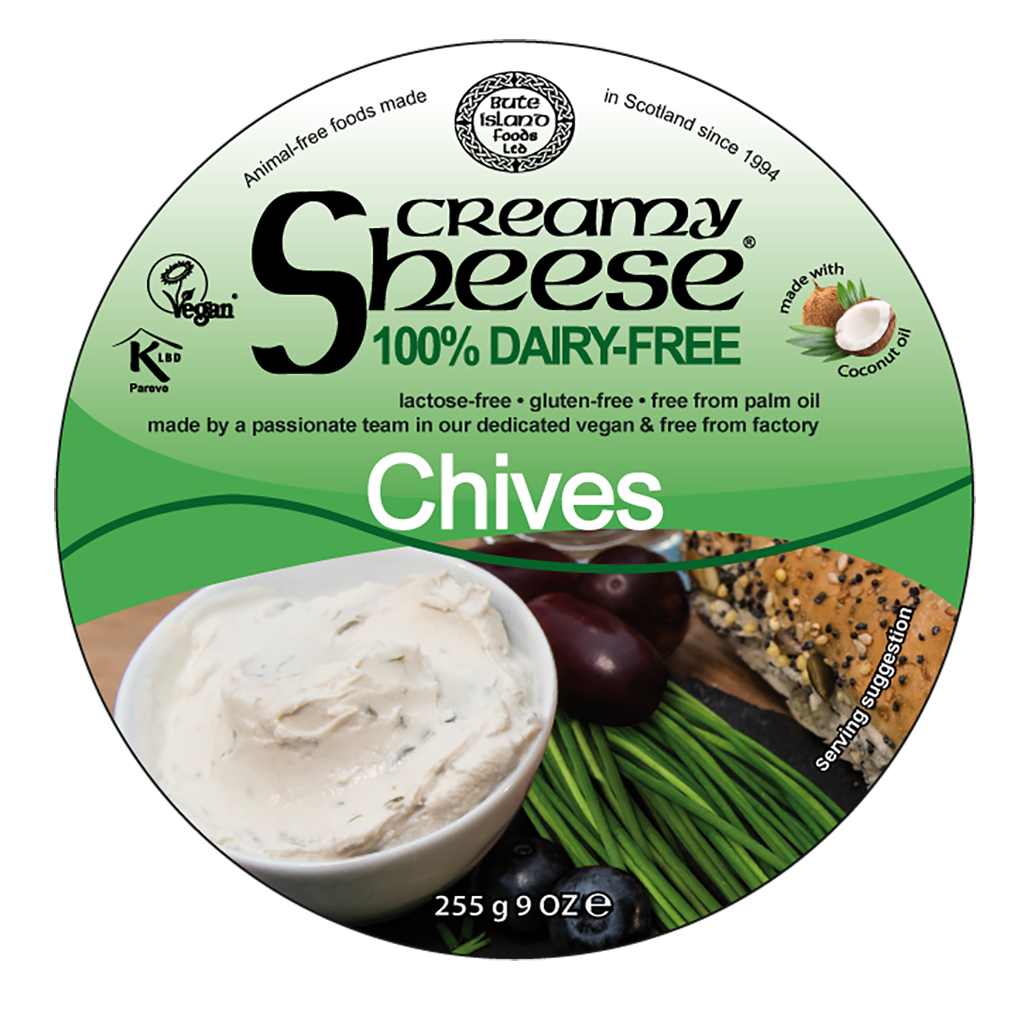 Animal-free foods made
in Scotland since 1994
Bute
Island
Foods
Ltd
CREAMY
Sheese®
100% DAIRY-FREE
Vegan®
K LBD
Pareve
made with
Coconut oil
lactose-free • gluten-free • free from palm oil
made by a passionate team in our dedicated vegan & free from factory
Chives
Serving suggestion
255 g 9 OZ ℮